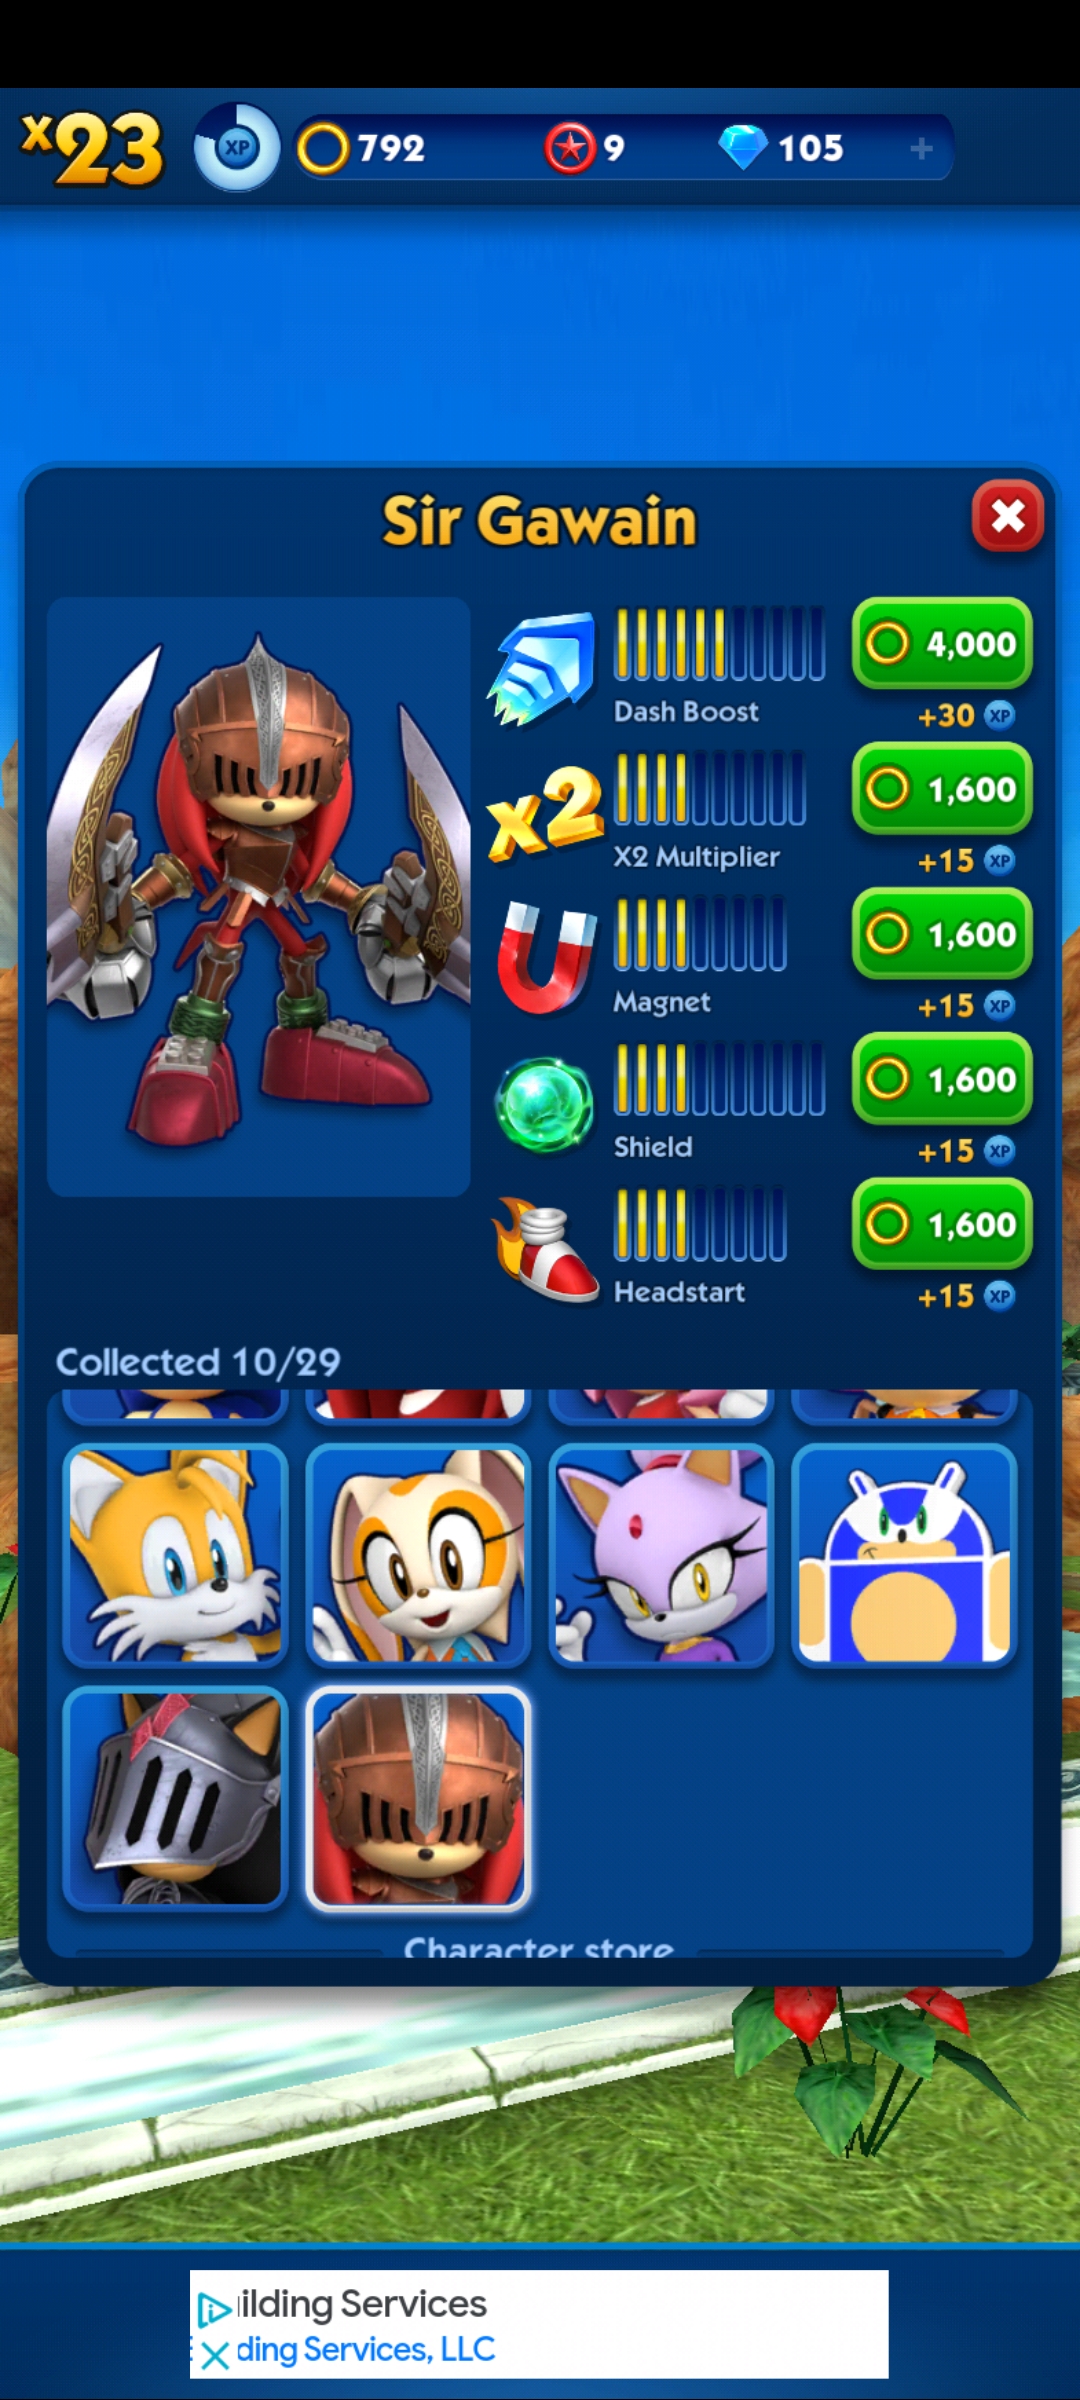 x23 XP 792 9 105 +
Sir Gawain
4,000
Dash Boost +30 XP
x2 1,600
X2 Multiplier +15 XP
1,600
Magnet +15 XP
1,600
Shield +15 XP
1,600
Headstart +15 XP
Collected 10/29
Character store
ilding Services
ding Services, LLC